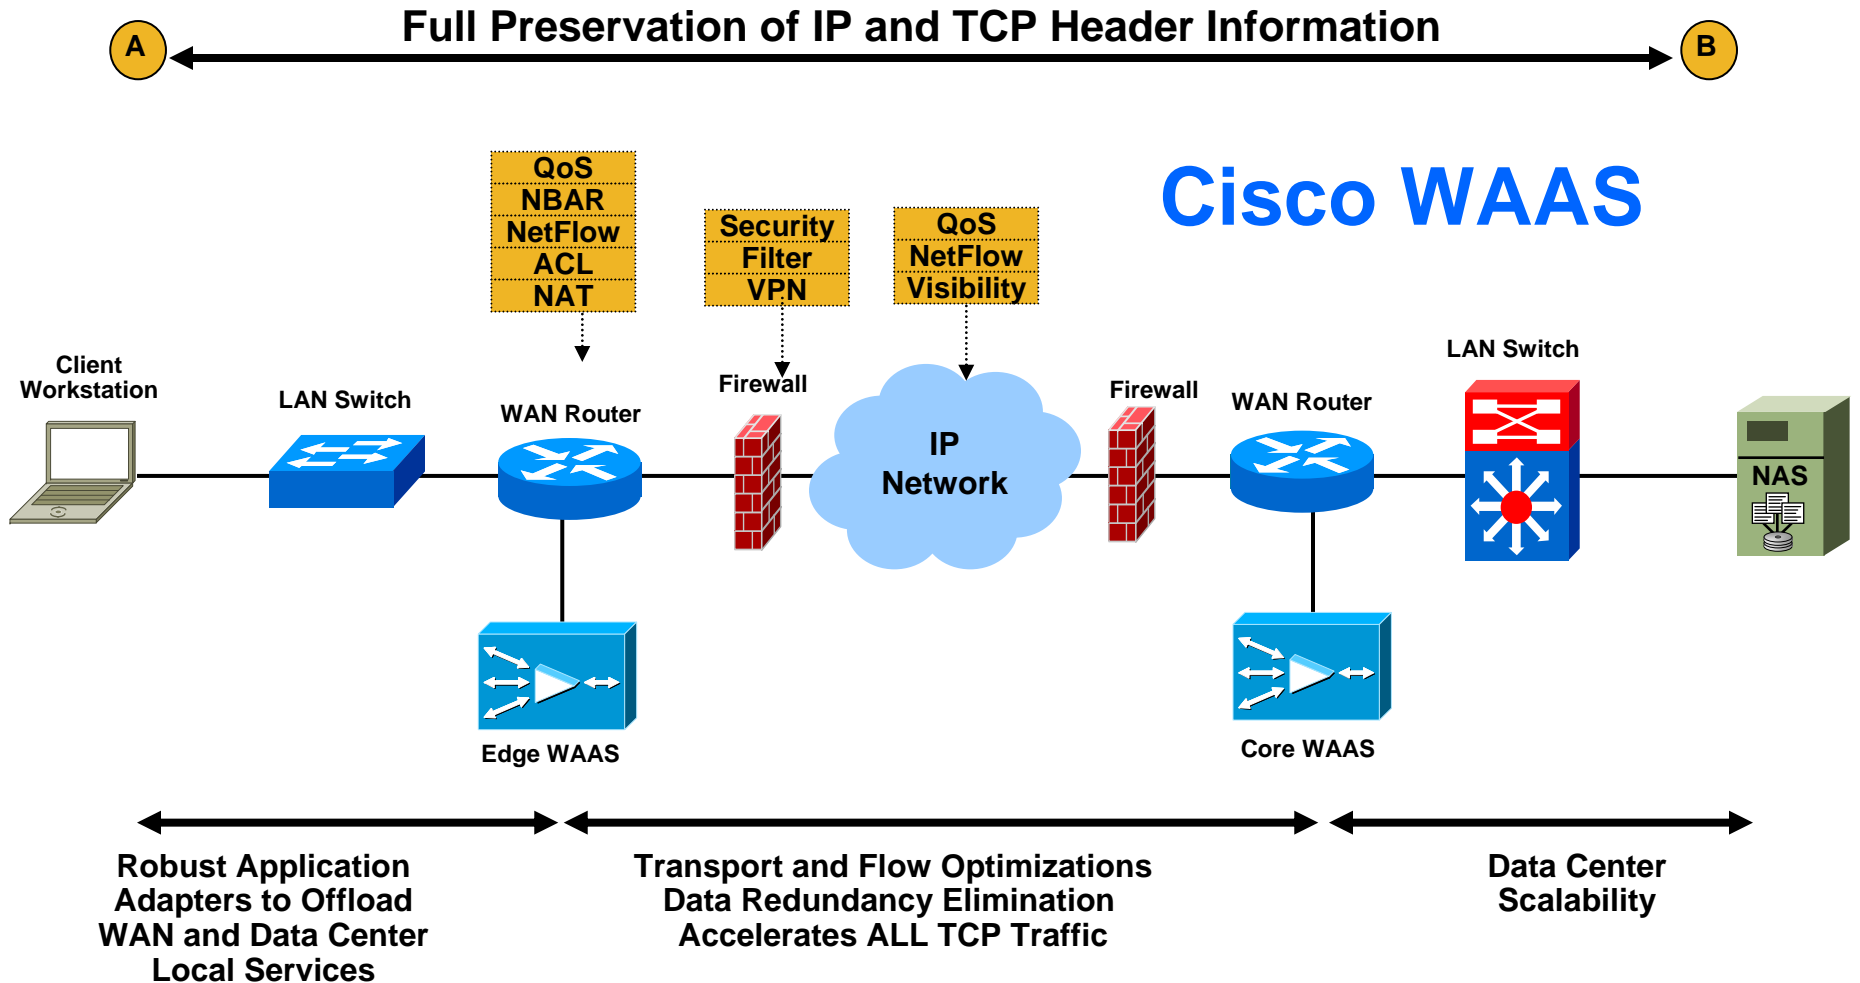 Full Preservation of IP and TCP Header Information
A
B
Cisco WAAS
QoS
NBAR
NetFlow
ACL
NAT
Security
Filter
VPN
QoS
NetFlow
Visibility
Client
Workstation
LAN Switch
WAN Router
Firewall
IP
Network
Firewall
WAN Router
LAN Switch
NAS
Edge WAAS
Core WAAS
Robust Application
Adapters to Offload
WAN and Data Center
Local Services
Transport and Flow Optimizations
Data Redundancy Elimination
Accelerates ALL TCP Traffic
Data Center
Scalability